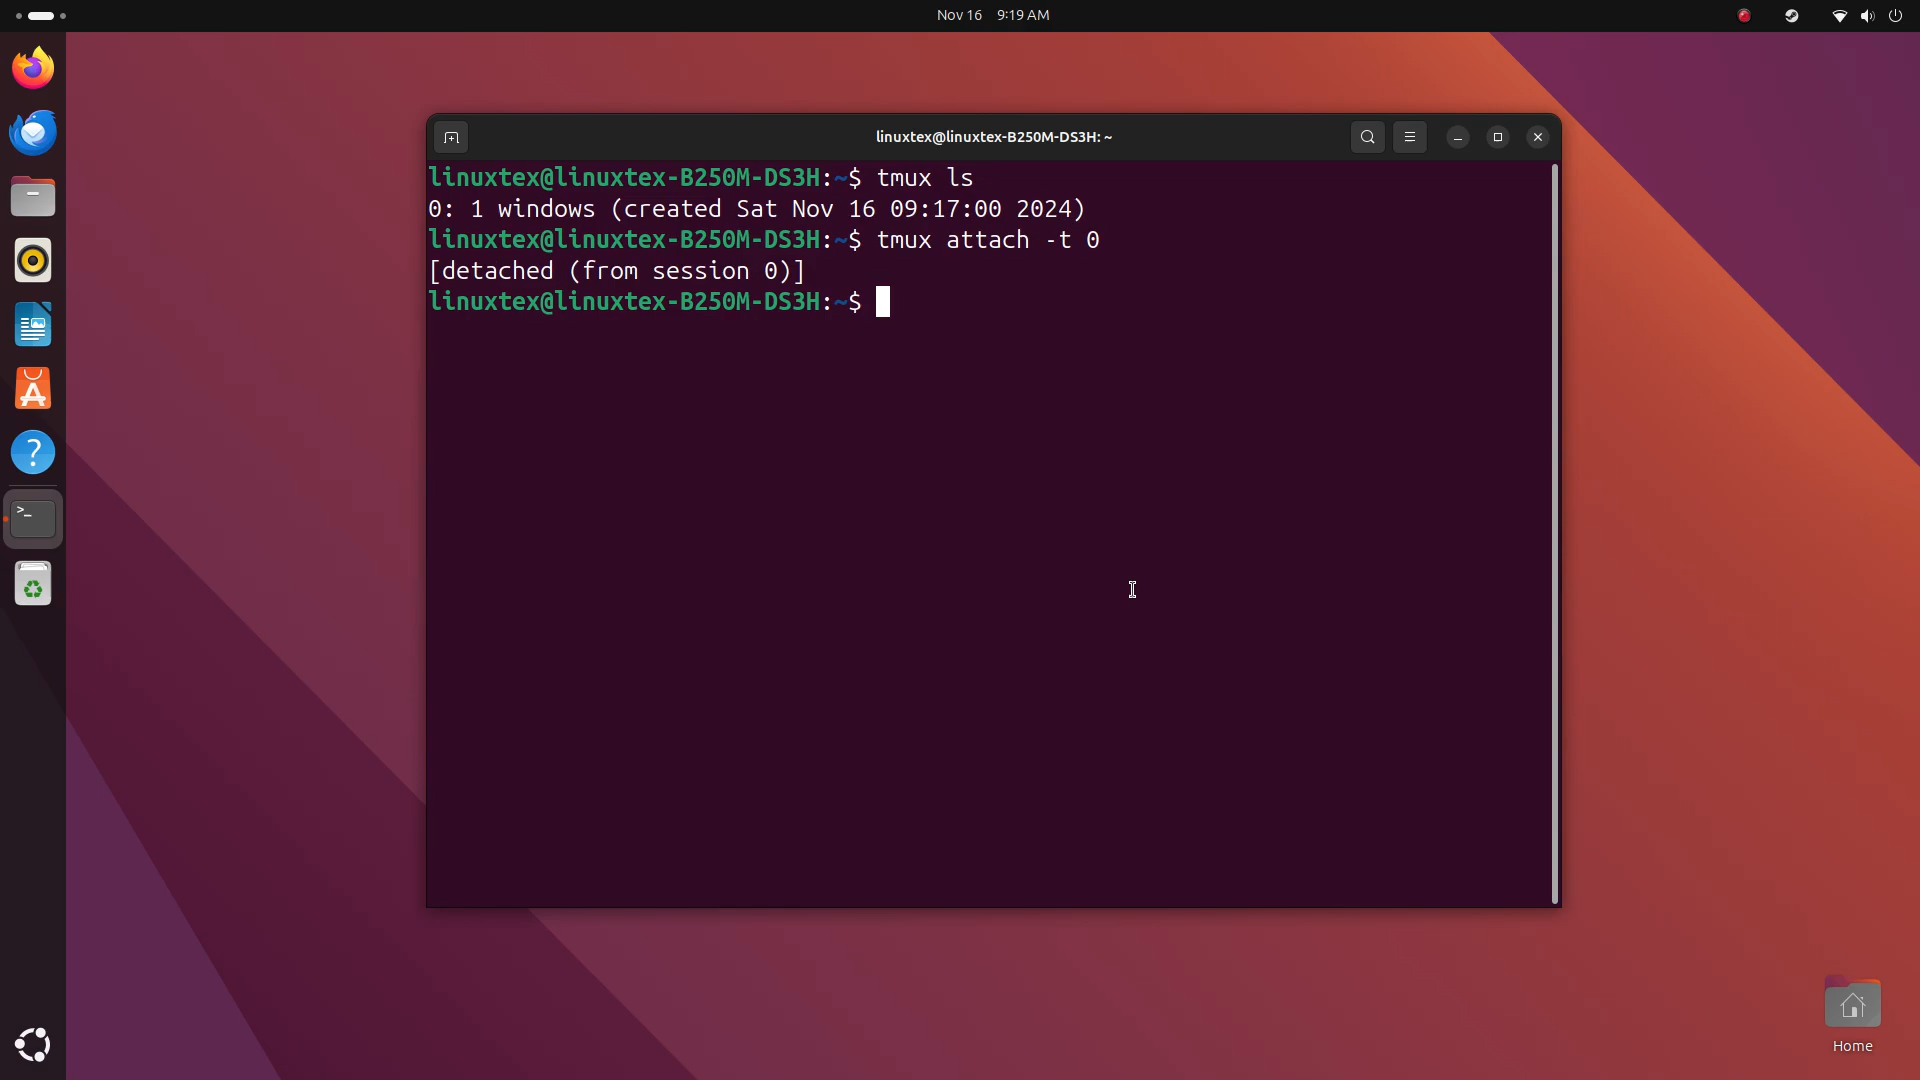 Nov 16 9:19 AM
linuxtex@linuxtex-B250M-DS3H: ~
linuxtex@linuxtex-B250M-DS3H:~$ tmux ls
0: 1 windows (created Sat Nov 16 09:17:00 2024)
linuxtex@linuxtex-B250M-DS3H:~$ tmux attach -t 0
[detached (from session 0)]
linuxtex@linuxtex-B250M-DS3H:~$
Home